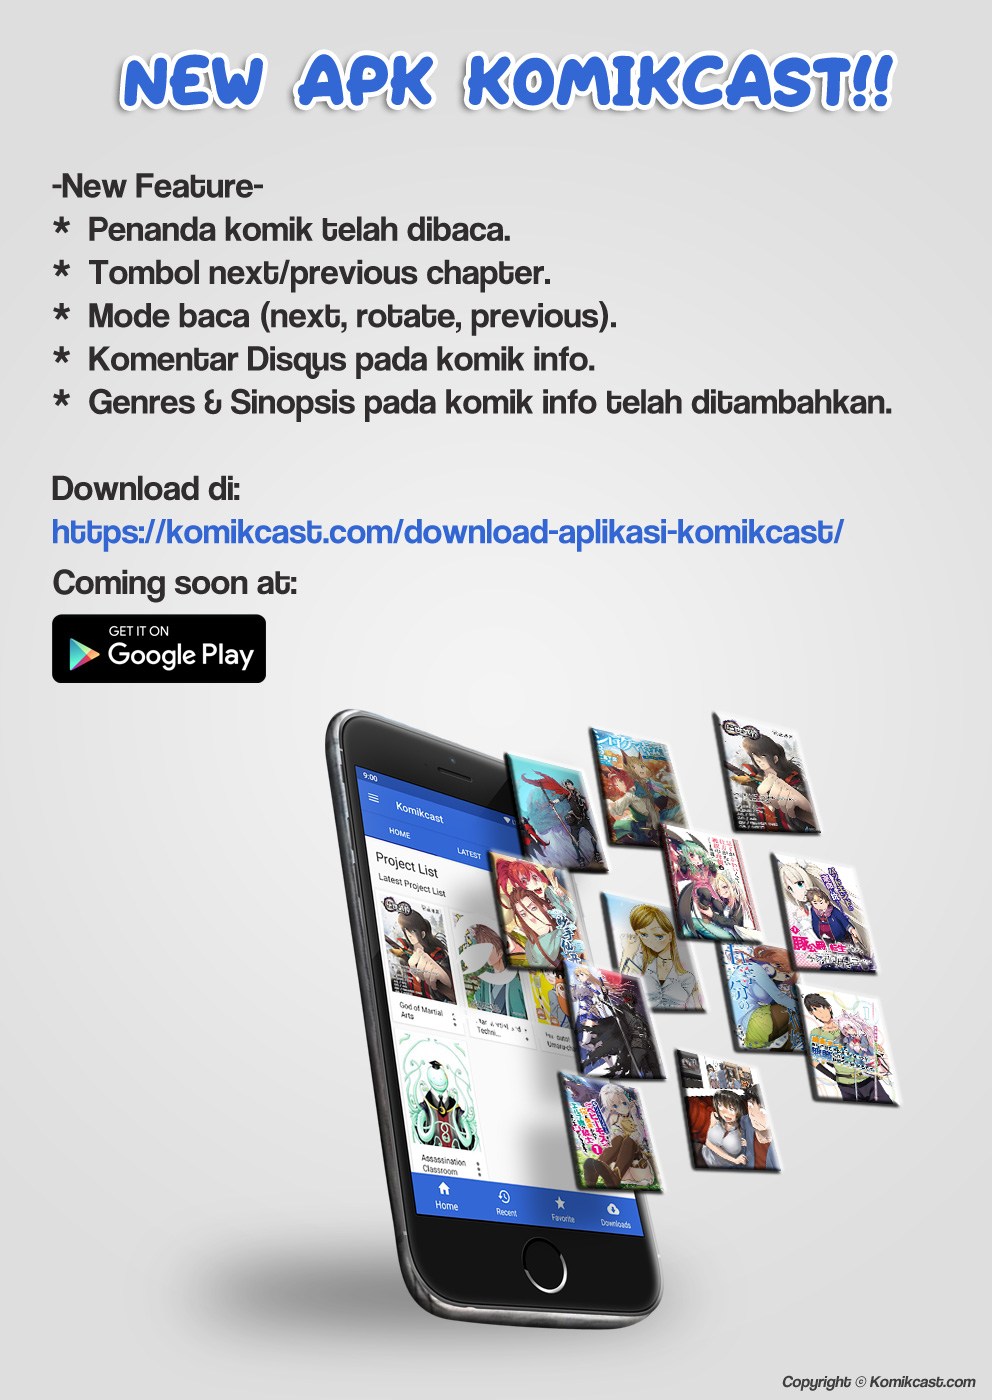 NEW APK KOMIKCAST!!
-New Feature-
* Penanda komik telah dibaca.
* Tombol next/previous chapter.
* Mode baca (next, rotate, previous).
* Komentar Disqus pada komik info.
* Genres & Sinopsis pada komik info telah ditambahkan.
Download di:
https://komikcast.com/download-aplikasi-komikcast/
Coming soon at:
GET IT ON
Google Play
9:00
Komikcast
HOME
LATEST
Project List
Latest Project List
God of Martial
Arts
Techni...
Umaru-cha
Assassination
Classroom
Home
Recent
Favorite
Downloads
Copyright © Komikcast.com